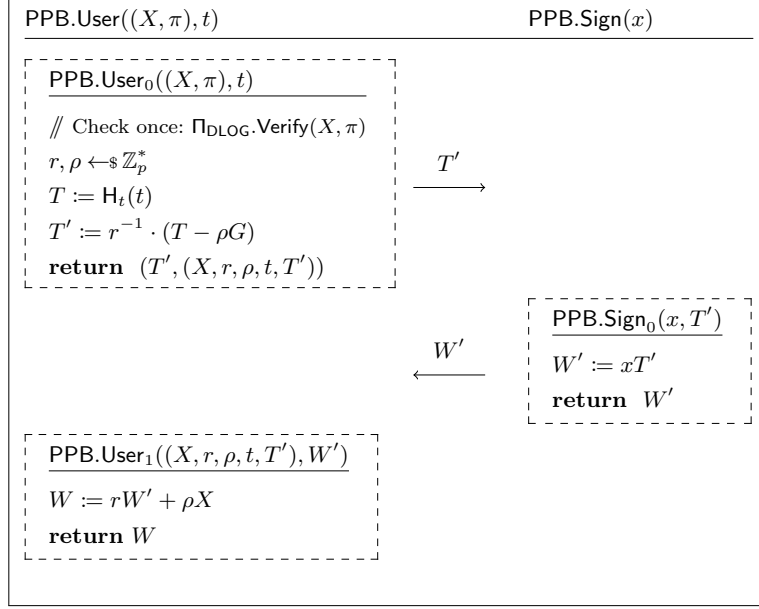 PPB.User((X, π), t) PPB.Sign(x)
PPB.User₀((X, π), t)
// Check once: Π_DLOG.Verify(X, π)
r, ρ ←$ ℤ*_p
T := H_t(t)
T′ := r⁻¹ · (T − ρG)
return (T′, (X, r, ρ, t, T′))
T′
PPB.Sign₀(x, T′)
W′ := xT′
return W′
W′
PPB.User₁((X, r, ρ, t, T′), W′)
W := rW′ + ρX
return W